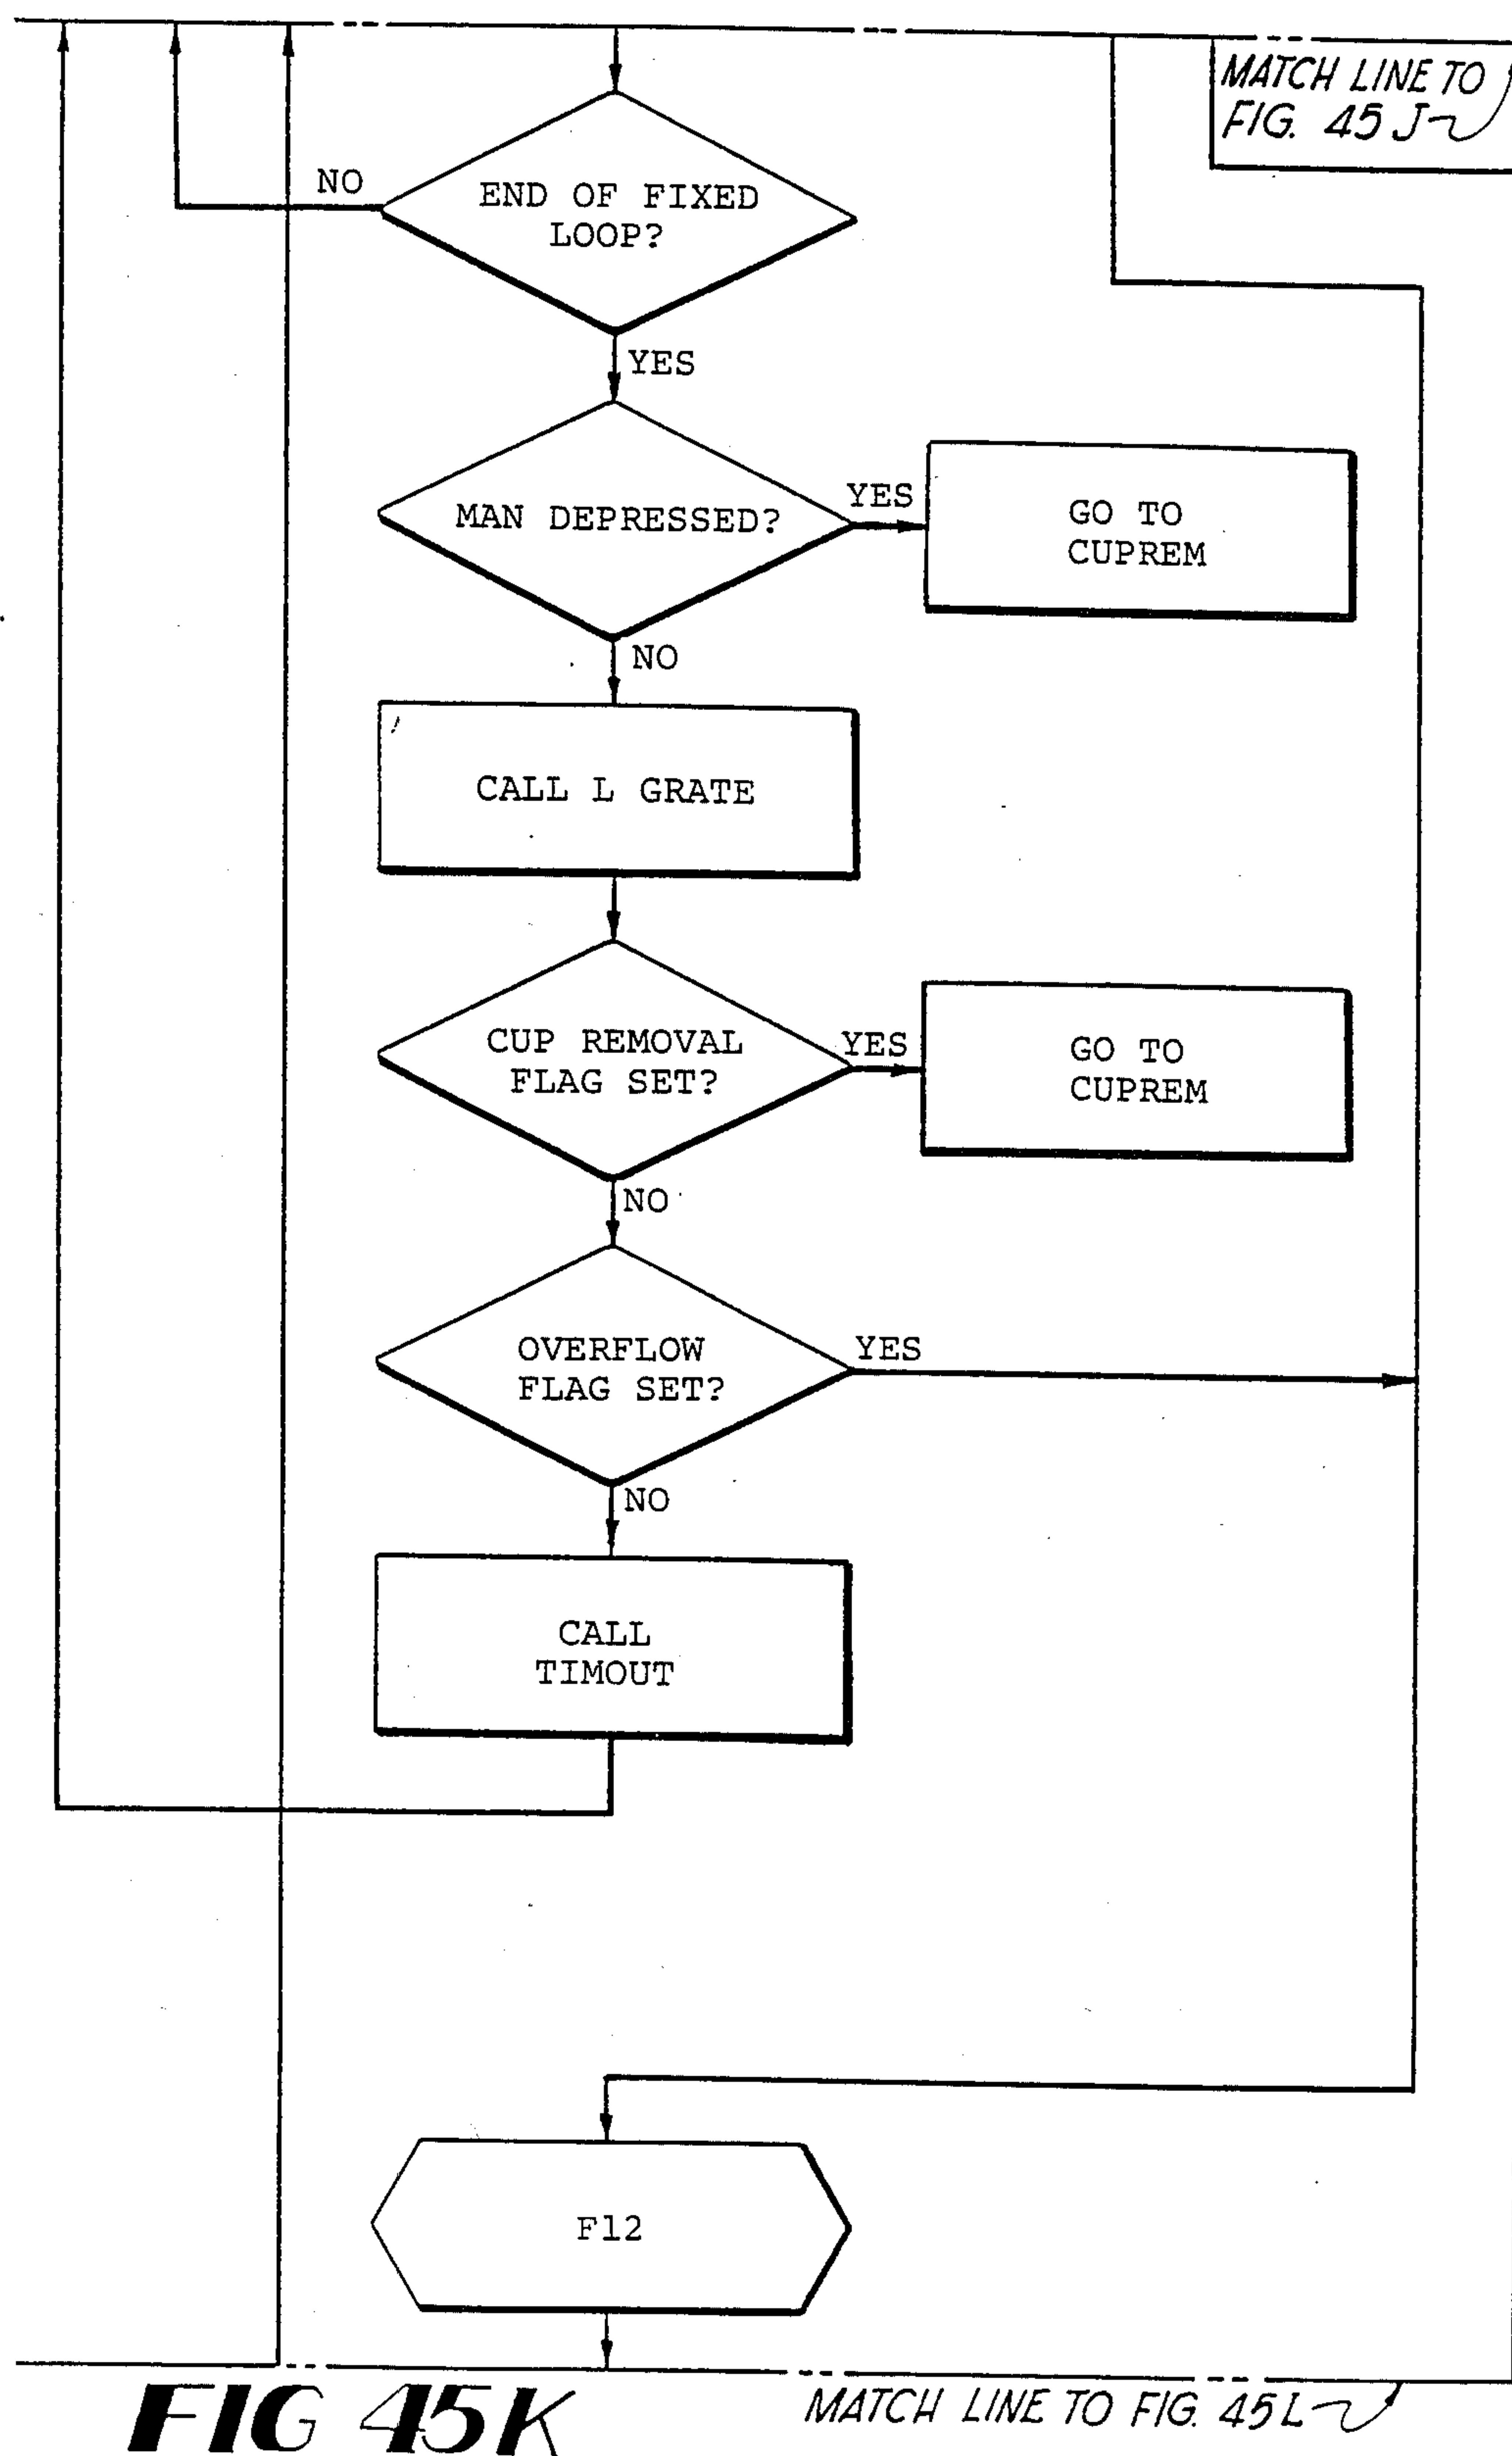 MATCH LINE TO
FIG. 45 J
NO
END OF FIXED
LOOP?
YES
MAN DEPRESSED?
YES
GO TO
CUPREM
NO
CALL L GRATE
CUP REMOVAL
FLAG SET?
YES
GO TO
CUPREM
NO
OVERFLOW
FLAG SET?
YES
NO
CALL
TIMOUT
F12
FIG 45K
MATCH LINE TO FIG. 45L